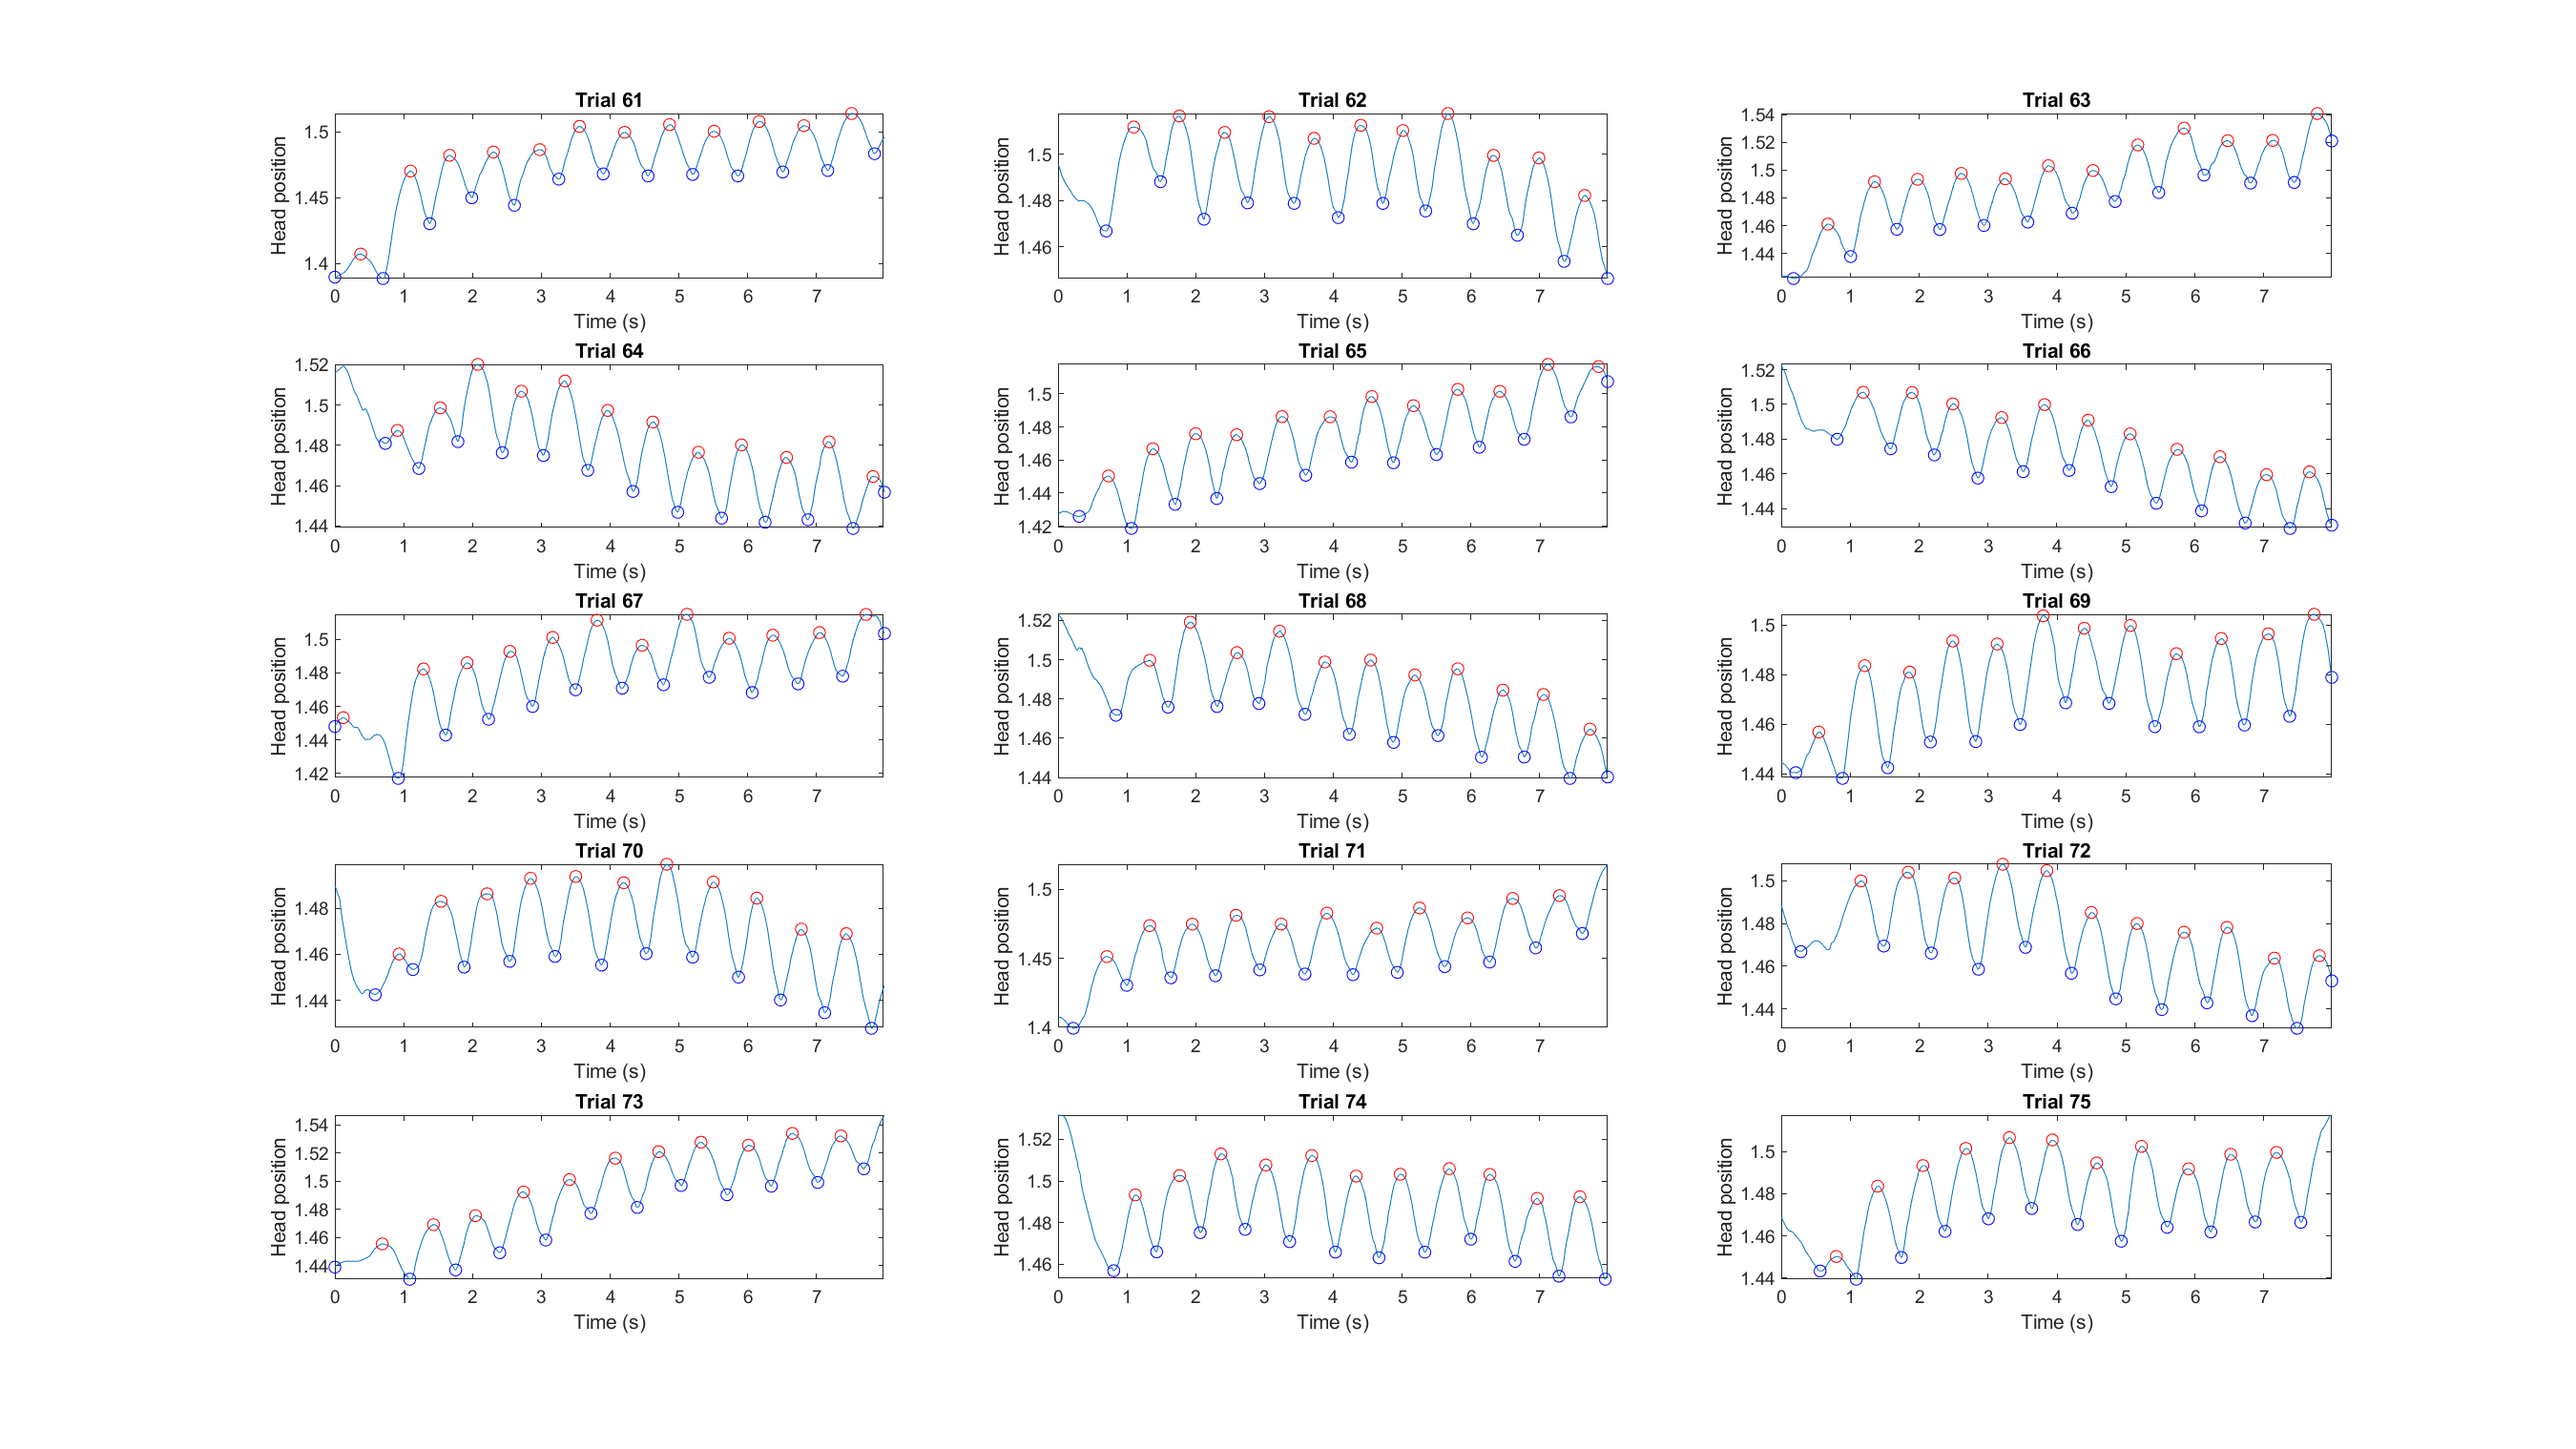 Trial 61
Head position
1.5
1.45
1.4
0 1 2 3 4 5 6 7
Time (s)
Trial 62
Head position
1.5
1.48
1.46
0 1 2 3 4 5 6 7
Time (s)
Trial 63
Head position
1.54
1.52
1.5
1.48
1.46
1.44
0 1 2 3 4 5 6 7
Time (s)
Trial 64
Head position
1.52
1.5
1.48
1.46
1.44
0 1 2 3 4 5 6 7
Time (s)
Trial 65
Head position
1.5
1.48
1.46
1.44
1.42
0 1 2 3 4 5 6 7
Time (s)
Trial 66
Head position
1.52
1.5
1.48
1.46
1.44
0 1 2 3 4 5 6 7
Time (s)
Trial 67
Head position
1.5
1.48
1.46
1.44
1.42
0 1 2 3 4 5 6 7
Time (s)
Trial 68
Head position
1.52
1.5
1.48
1.46
1.44
0 1 2 3 4 5 6 7
Time (s)
Trial 69
Head position
1.5
1.48
1.46
1.44
0 1 2 3 4 5 6 7
Time (s)
Trial 70
Head position
1.48
1.46
1.44
0 1 2 3 4 5 6 7
Time (s)
Trial 71
Head position
1.5
1.45
1.4
0 1 2 3 4 5 6 7
Time (s)
Trial 72
Head position
1.5
1.48
1.46
1.44
0 1 2 3 4 5 6 7
Time (s)
Trial 73
Head position
1.54
1.52
1.5
1.48
1.46
1.44
0 1 2 3 4 5 6 7
Time (s)
Trial 74
Head position
1.52
1.5
1.48
1.46
0 1 2 3 4 5 6 7
Time (s)
Trial 75
Head position
1.5
1.48
1.46
1.44
0 1 2 3 4 5 6 7
Time (s)